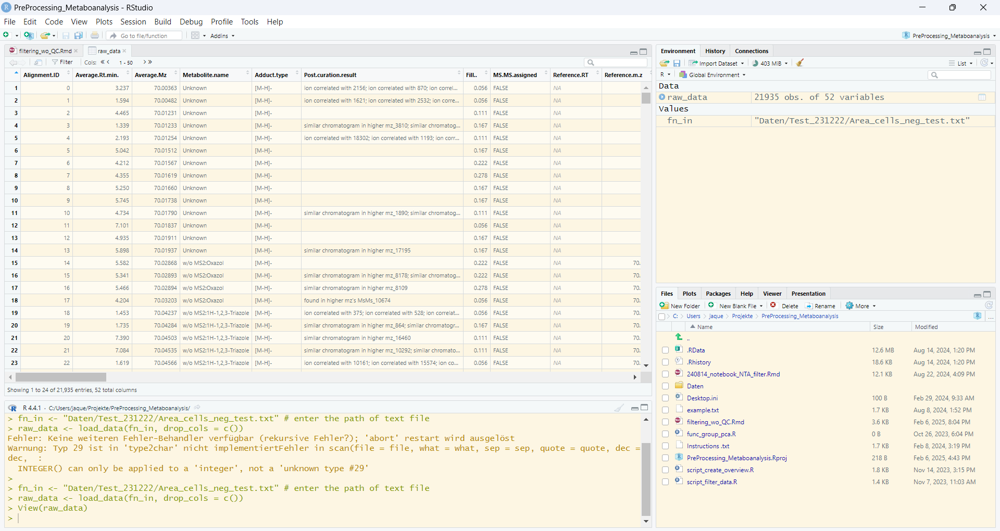 PreProcessing_Metaboanalysis - RStudio
File Edit Code View Plots Session Build Debug Profile Tools Help
Go to file/function Addins PreProcessing_Metaboanalysis
filtering_wo_QC.Rmd raw_data
Filter Cols: 1 - 50
Alignment.ID Average.Rt.min. Average.Mz Metabolite.name Adduct.type Post.curation.result Fill.. MS.MS.assigned Reference.RT Reference.m.z
1 0 3.237 70.00363 Unknown [M-H]- ion correlated with 2156; ion correlated with 870; ion correl... 0.056 FALSE NA
2 1 1.594 70.00482 Unknown [M-H]- ion correlated with 1621; ion correlated with 2532; ion corre... 0.056 FALSE NA
3 2 4.465 70.01231 Unknown [M-H]- 0.111 FALSE NA
4 3 1.339 70.01233 Unknown [M-H]- similar chromatogram in higher mz_3810; similar chromatog... 0.167 FALSE NA
5 4 2.193 70.01254 Unknown [M-H]- ion correlated with 18302; ion correlated with 1193; ion corr... 0.111 FALSE NA
6 5 5.042 70.01512 Unknown [M-H]- 0.167 FALSE NA
7 6 4.212 70.01567 Unknown [M-H]- 0.222 FALSE NA
8 7 4.355 70.01619 Unknown [M-H]- 0.278 FALSE NA
9 8 5.250 70.01660 Unknown [M-H]- 0.167 FALSE NA
10 9 5.745 70.01738 Unknown [M-H]- 0.167 FALSE NA
11 10 4.734 70.01790 Unknown [M-H]- similar chromatogram in higher mz_1890; similar chromatog... 0.111 FALSE NA
12 11 7.101 70.01837 Unknown [M-H]- 0.056 FALSE NA
13 12 4.935 70.01911 Unknown [M-H]- 0.167 FALSE NA
14 13 5.898 70.01937 Unknown [M-H]- similar chromatogram in higher mz_17195 0.167 FALSE NA
15 14 5.582 70.02868 w/o MS2:Oxazol [M-H]- 0.222 FALSE NA 70.
16 15 5.341 70.02893 w/o MS2:Oxazol [M-H]- similar chromatogram in higher mz_8178; similar chromatog... 0.222 FALSE NA 70.
17 16 5.466 70.02894 w/o MS2:Oxazol [M-H]- similar chromatogram in higher mz_8109 0.278 FALSE NA 70.
18 17 4.204 70.03203 w/o MS2:Oxazol [M-H]- found in higher mz's MsMs_10674 0.056 FALSE NA 70.
19 18 1.453 70.04237 w/o MS2:1H-1,2,3-Triazole [M-H]- ion correlated with 375; ion correlated with 528; ion correlat... 0.056 FALSE NA 70.
20 19 1.735 70.04284 w/o MS2:1H-1,2,3-Triazole [M-H]- similar chromatogram in higher mz_864; similar chromatogr... 0.167 FALSE NA 70.
21 20 7.390 70.04503 w/o MS2:1H-1,2,3-Triazole [M-H]- similar chromatogram in higher mz_16460 0.111 FALSE NA 70.
22 21 7.084 70.04535 w/o MS2:1H-1,2,3-Triazole [M-H]- similar chromatogram in higher mz_10292; similar chromato... 0.111 FALSE NA 70.
23 22 1.619 70.04566 w/o MS2:1H-1,2,3-Triazole [M-H]- ion correlated with 10161; ion correlated with 15574; ion co... 0.056 FALSE NA 70.
Showing 1 to 24 of 21,935 entries, 52 total columns
R 4.4.1 · C:/Users/jaque/Projekte/PreProcessing_Metaboanalysis/
> fn_in <- "Daten/Test_231222/Area_cells_neg_test.txt" # enter the path of text file
> raw_data <- load_data(fn_in, drop_cols = c())
Fehler: Keine weiteren Fehler-Behandler verfügbar (rekursive Fehler?); 'abort' restart wird ausgelöst
Warnung: Typ 29 ist in 'type2char' nicht implementiertFehler in scan(file = file, what = what, sep = sep, quote = quote, dec =
dec, :
INTEGER() can only be applied to a 'integer', not a 'unknown type #29'
>
> fn_in <- "Daten/Test_231222/Area_cells_neg_test.txt" # enter the path of text file
> raw_data <- load_data(fn_in, drop_cols = c())
> View(raw_data)
>
Environment History Connections
Import Dataset 403 MiB List
R Global Environment
Data
raw_data 21935 obs. of 52 variables
Values
fn_in "Daten/Test_231222/Area_cells_neg_test.txt"
Files Plots Packages Help Viewer Presentation
New Folder New Blank File Delete Rename More
C: Users jaque Projekte PreProcessing_Metaboanalysis ...
Name Size Modified
..
.RData 12.6 MB Aug 14, 2024, 1:20 PM
.Rhistory 18.6 KB Aug 14, 2024, 1:20 PM
240814_notebook_NTA_filter.Rmd 12.1 KB Aug 22, 2024, 4:09 PM
Daten
Desktop.ini 100 B Feb 29, 2024, 9:33 AM
example.txt 1.7 KB Aug 8, 2024, 1:52 PM
filtering_wo_QC.Rmd 3.6 KB Feb 6, 2025, 8:04 PM
func_group_pca.R 0 B Oct 26, 2023, 6:04 PM
Instructions .txt 1.7 KB Feb 8, 2024, 3:19 PM
PreProcessing_Metaboanalysis.Rproj 218 B Feb 6, 2025, 4:43 PM
script_create_overview.R 1.8 KB Nov 14, 2023, 3:15 PM
script_filter_data.R 1.4 KB Nov 7, 2023, 11:03 AM